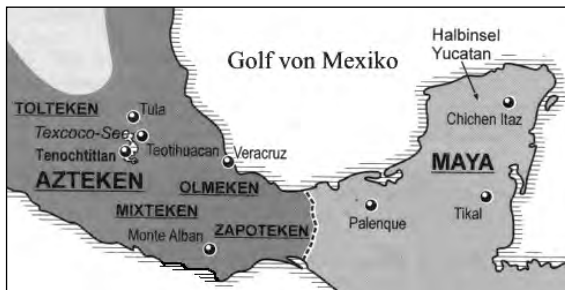 Golf von Mexiko
Halbinsel
Yucatan
TOLTEKEN
Tula
Texcoco-See
Teotihuacan
Tenochtitlan
Veracruz
Chichen Itaz
AZTEKEN
OLMEKEN
MAYA
MIXTEKEN
Palenque
Tikal
Monte Alban
ZAPOTEKEN